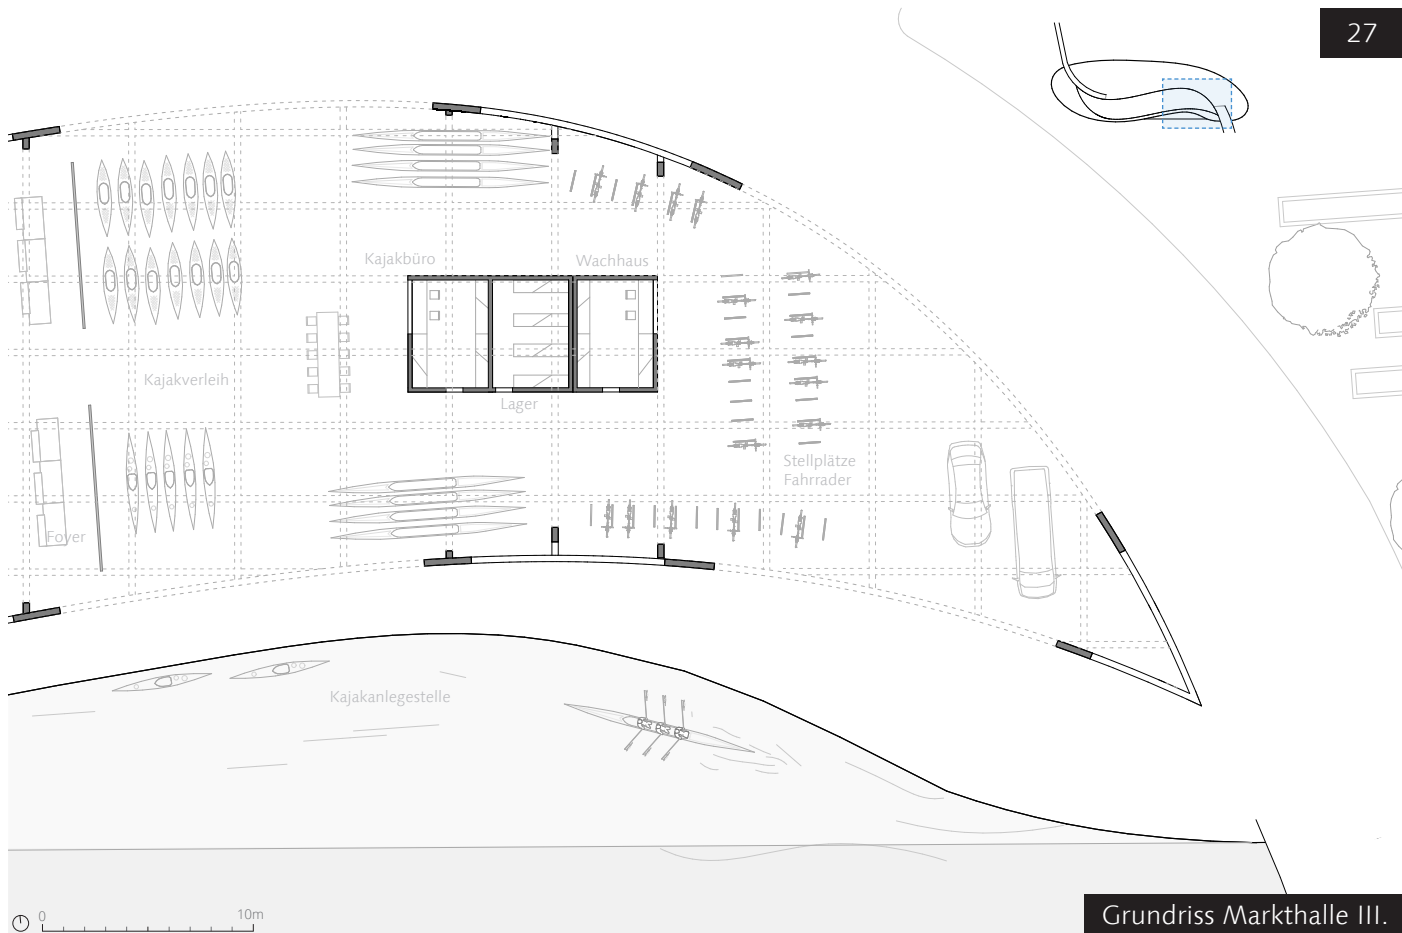 27
Kajakbüro
Wachhaus
Kajakverleih
Lager
Stellplätze
Fahrrader
Foyer
Kajakanlegestelle
0 10m
Grundriss Markthalle III.